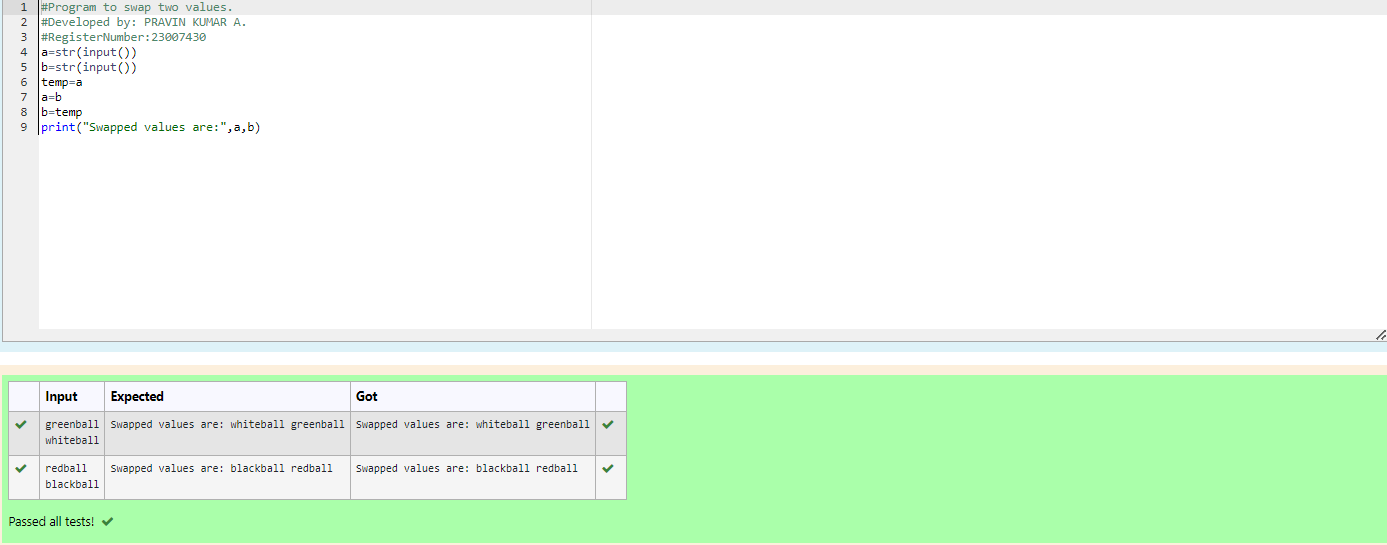 1 #Program to swap two values.
2 #Developed by: PRAVIN KUMAR A.
3 #RegisterNumber:23007430
4 a=str(input())
5 b=str(input())
6 temp=a
7 a=b
8 b=temp
9 print("Swapped values are:",a,b)
Input Expected Got
greenball Swapped values are: whiteball greenball Swapped values are: whiteball greenball
whiteball
redball Swapped values are: blackball redball Swapped values are: blackball redball
blackball
Passed all tests!